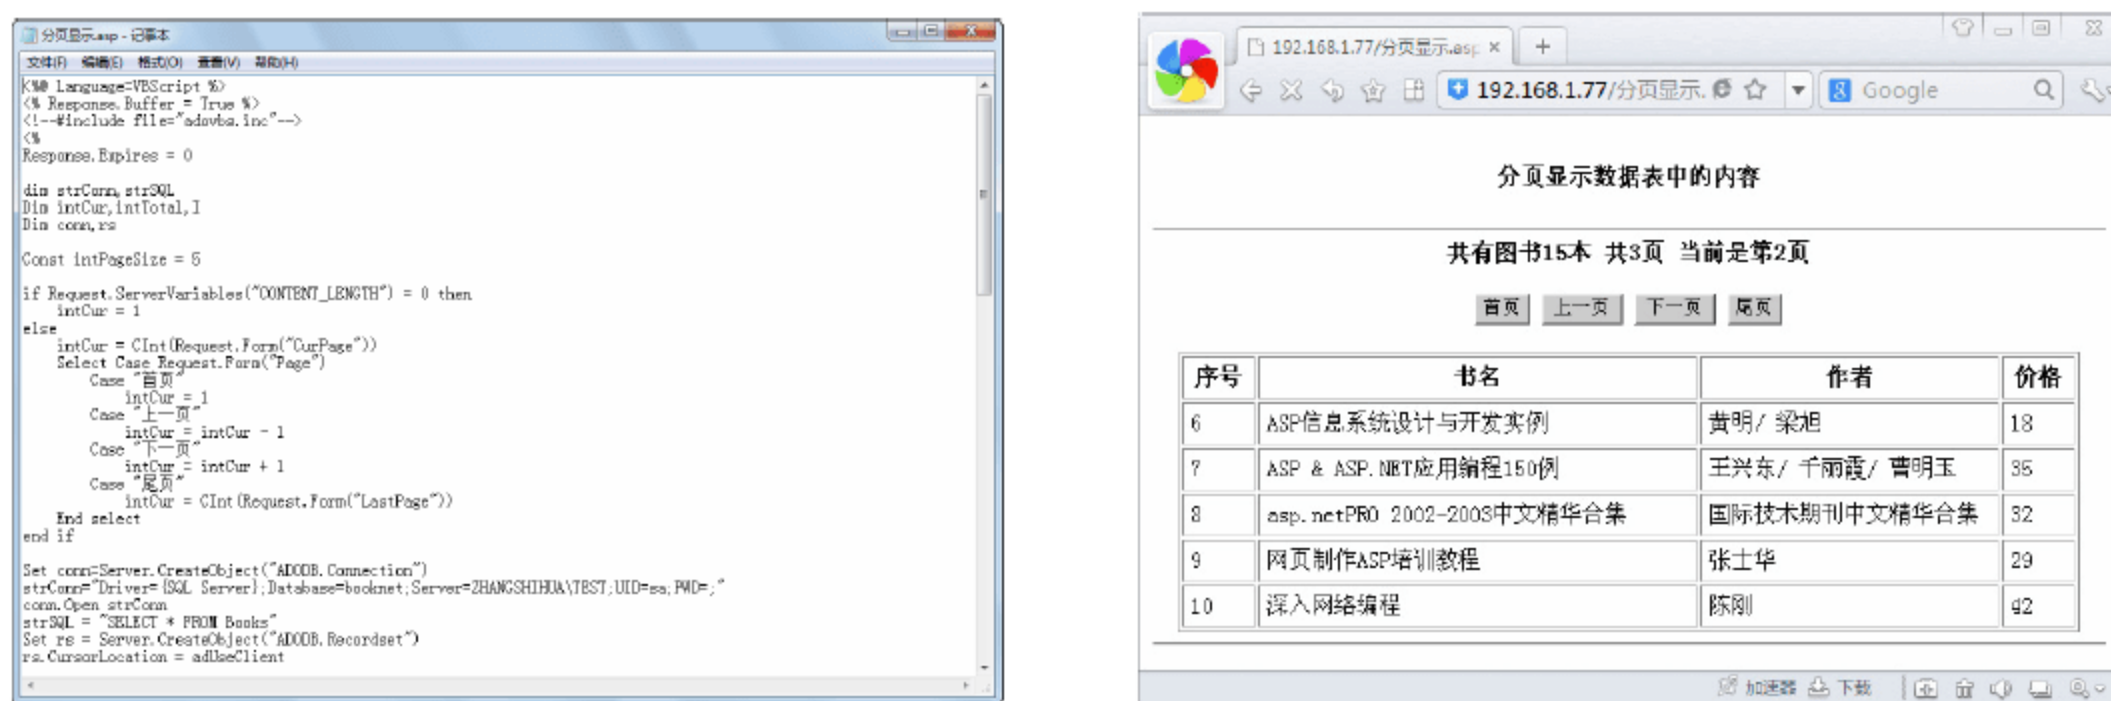 分页显示.asp - 记事本
文件(F) 编辑(E) 格式(O) 查看(V) 帮助(H)
<%@ Language=VBScript %>
<% Response.Buffer = True %>
<!--#include file="adovbs.inc"-->
<%
Response.Expires = 0
dim strConn,strSQL
Dim intCur,intTotal,I
Dim conn,rs
Const intPageSize = 5
if Request.ServerVariables("CONTENT_LENGTH") = 0 then
intCur = 1
else
intCur = CInt(Request.Form("CurPage"))
Select Case Request.Form("Page")
Case "首页"
intCur = 1
Case "上一页"
intCur = intCur - 1
Case "下一页"
intCur = intCur + 1
Case "尾页"
intCur = CInt(Request.Form("LastPage"))
End select
end if
Set conn=Server.CreateObject("ADODB.Connection")
strConn="Driver={SQL Server};Database=booknet;Server=ZHANGSHIHUA\TEST;UID=sa;PWD=;"
conn.Open strConn
strSQL = "SELECT * FROM Books"
Set rs = Server.CreateObject("ADODB.Recordset")
rs.CursorLocation = adUseClient
192.168.1.77/分页显示.asp
192.168.1.77/分页显示. Google
分页显示数据表中的内容
共有图书15本 共3页 当前是第2页
首页 上一页 下一页 尾页
序号 书名 作者 价格
6 ASP信息系统设计与开发实例 黄明/ 梁旭 18
7 ASP & ASP.NET应用编程150例 王兴东/ 千丽霞/ 曹明玉 35
8 asp.netPRO 2002-2003中文精华合集 国际技术期刊中文精华合集 32
9 网页制作ASP培训教程 张士华 29
10 深入网络编程 陈刚 42
加速器 下载